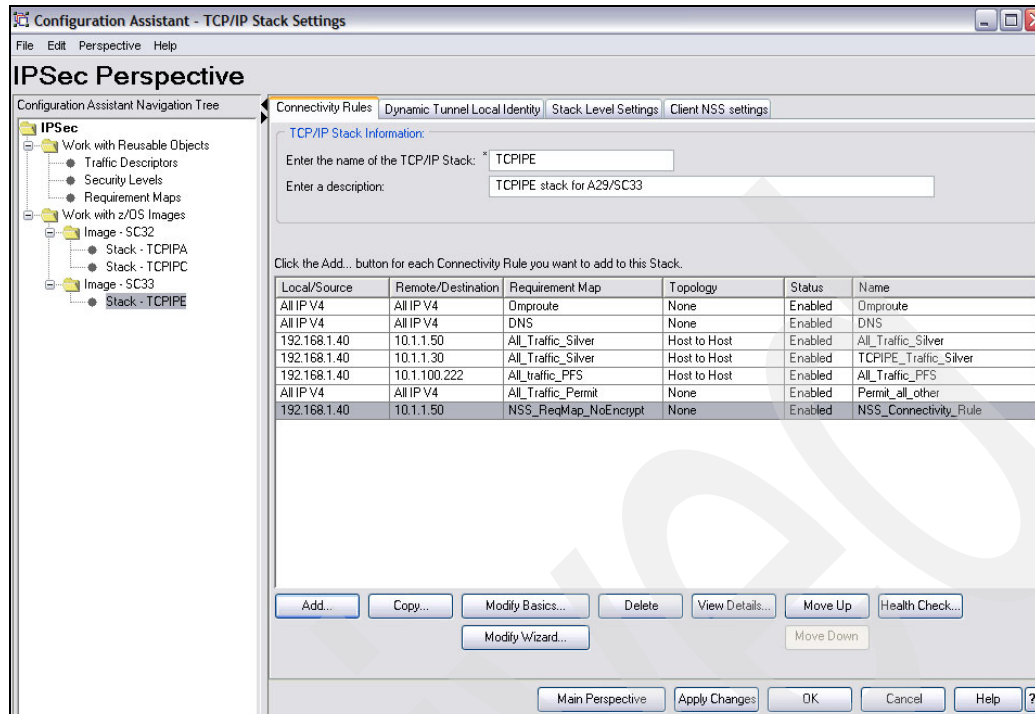 Configuration Assistant - TCP/IP Stack Settings
File Edit Perspective Help
IPSec Perspective
Configuration Assistant Navigation Tree
IPSec
Work with Reusable Objects
Traffic Descriptors
Security Levels
Requirement Maps
Work with z/OS Images
Image - SC32
Stack - TCPIPA
Stack - TCPIPC
Image - SC33
Stack - TCPIPE
Connectivity Rules Dynamic Tunnel Local Identity Stack Level Settings Client NSS settings
TCP/IP Stack Information:
Enter the name of the TCP/IP Stack: * TCPIPE
Enter a description: TCPIPE stack for A29/SC33
Click the Add... button for each Connectivity Rule you want to add to this Stack.
Local/Source Remote/Destination Requirement Map Topology Status Name
All IP V4 All IP V4 Omproute None Enabled Omproute
All IP V4 All IP V4 DNS None Enabled DNS
192.168.1.40 10.1.1.50 All_Traffic_Silver Host to Host Enabled All_Traffic_Silver
192.168.1.40 10.1.1.30 All_Traffic_Silver Host to Host Enabled TCPIPE_Traffic_Silver
192.168.1.40 10.1.100.222 All_traffic_PFS Host to Host Enabled All_Traffic_PFS
All IP V4 All IP V4 All_Traffic_Permit None Enabled Permit_all_other
192.168.1.40 10.1.1.50 NSS_ReqMap_NoEncrypt None Enabled NSS_Connectivity_Rule
Add... Copy... Modify Basics... Delete View Details... Move Up Health Check...
Modify Wizard... Move Down
Main Perspective Apply Changes OK Cancel Help ?